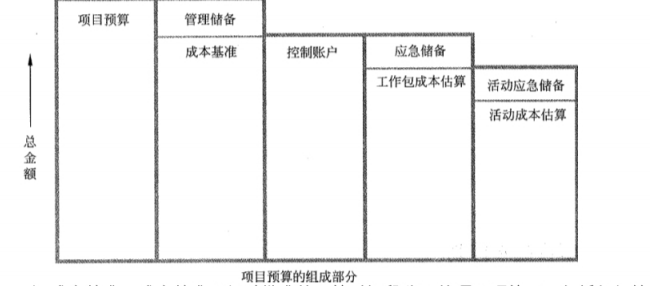 项目预算
管理储备
成本基准
控制账户
应急储备
工作包成本估算
活动应急储备
活动成本估算
总金额
项目预算的组成部分